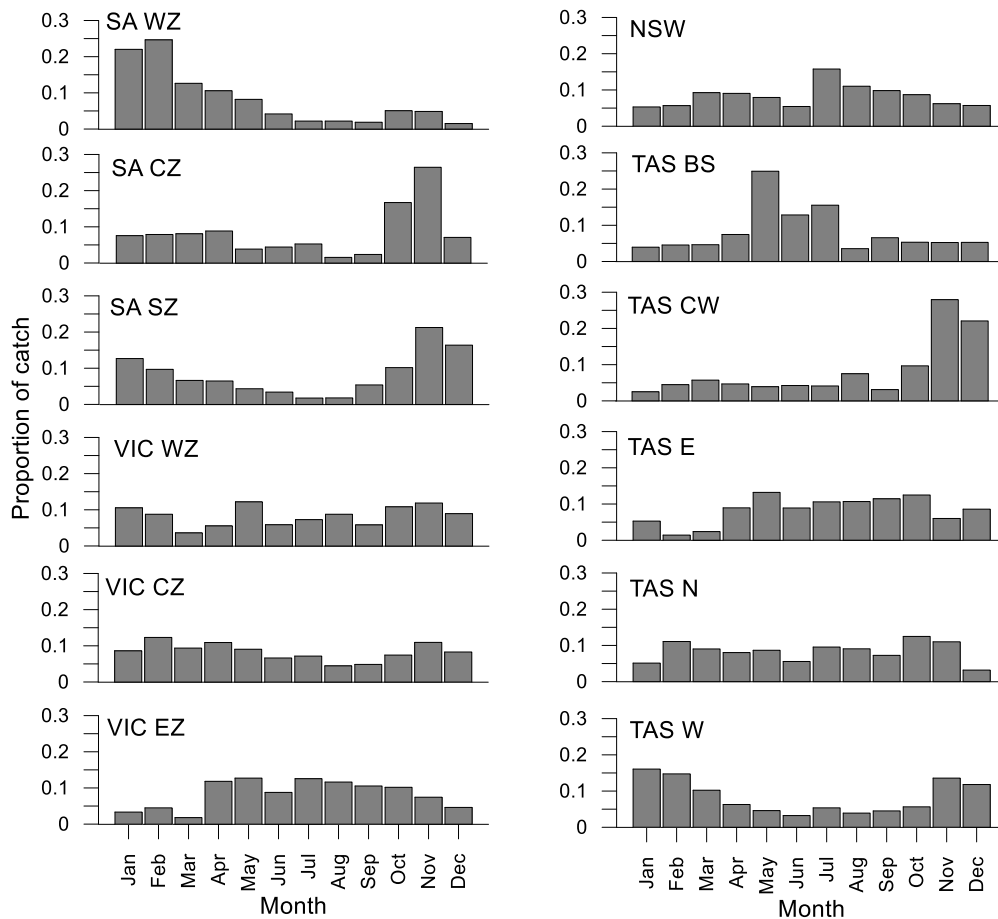 Proportion of catch
SA WZ
0.3
0.2
0.1
0
SA CZ
0.3
0.2
0.1
0
SA SZ
0.3
0.2
0.1
0
VIC WZ
0.3
0.2
0.1
0
VIC CZ
0.3
0.2
0.1
0
VIC EZ
0.3
0.2
0.1
0
Jan Feb Mar Apr May Jun Jul Aug Sep Oct Nov Dec
Month
NSW
0.3
0.2
0.1
0
TAS BS
0.3
0.2
0.1
0
TAS CW
0.3
0.2
0.1
0
TAS E
0.3
0.2
0.1
0
TAS N
0.3
0.2
0.1
0
TAS W
0.3
0.2
0.1
0
Jan Feb Mar Apr May Jun Jul Aug Sep Oct Nov Dec
Month